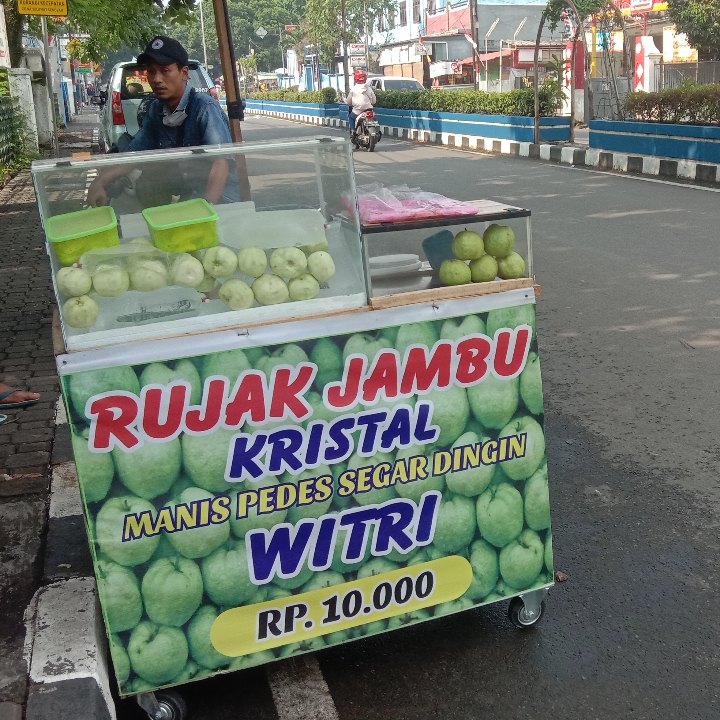 RUJAK JAMBU
KRISTAL
MANIS PEDES SEGAR DINGIN
WITRI
RP. 10.000